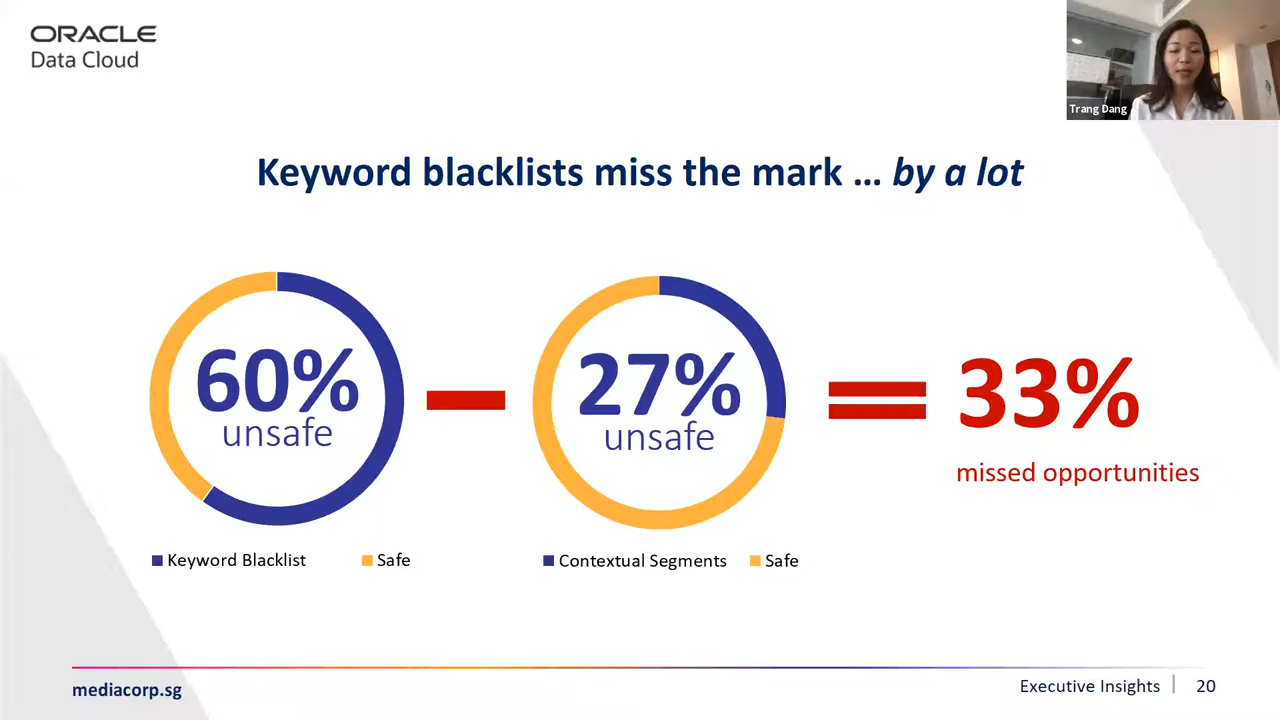 ORACLE
Data Cloud
Trang Dang
Keyword blacklists miss the mark ... by a lot
60%
unsafe
27%
unsafe
33%
missed opportunities
Keyword Blacklist
Safe
Contextual Segments
Safe
mediacorp.sg
Executive Insights | 20